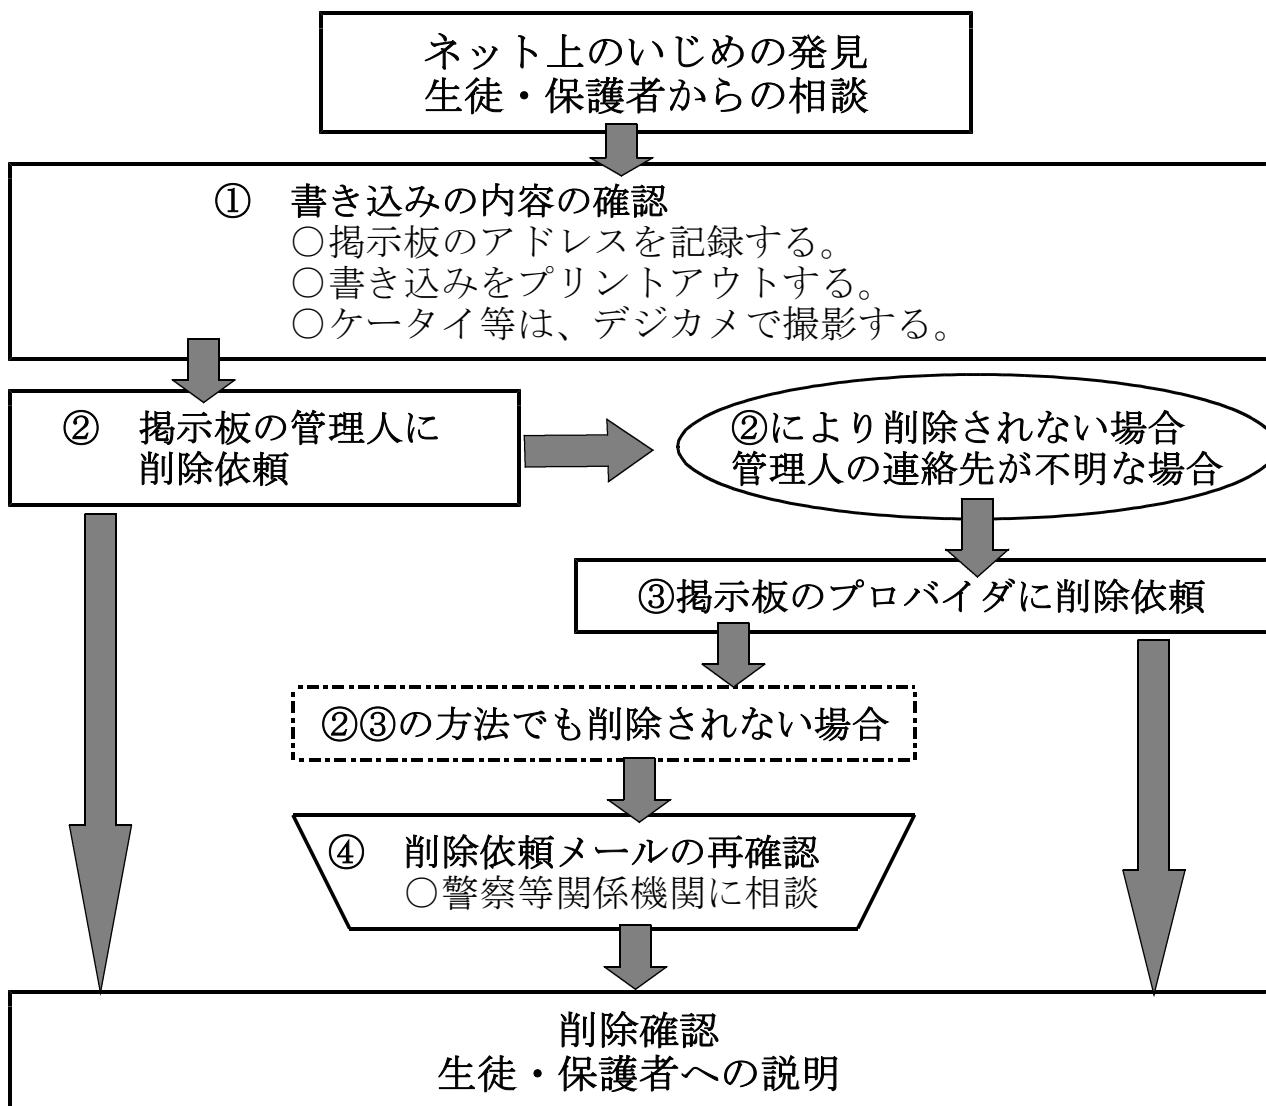 ネット上のいじめの発見
生徒・保護者からの相談
① 書き込みの内容の確認
○掲示板のアドレスを記録する。
○書き込みをプリントアウトする。
○ケータイ等は、デジカメで撮影する。
② 掲示板の管理人に
削除依頼
②により削除されない場合
管理人の連絡先が不明な場合
③掲示板のプロバイダに削除依頼
②③の方法でも削除されない場合
④ 削除依頼メールの再確認
○警察等関係機関に相談
削除確認
生徒・保護者への説明